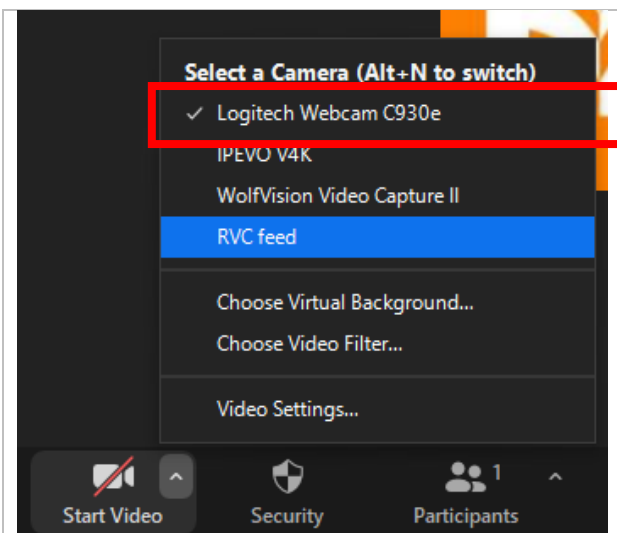 Select a Camera (Alt+N to switch)
✓ Logitech Webcam C930e
IPEVO V4K
WolfVision Video Capture II
RVC feed
Choose Virtual Background...
Choose Video Filter...
Video Settings...
1
Start Video
Security
Participants